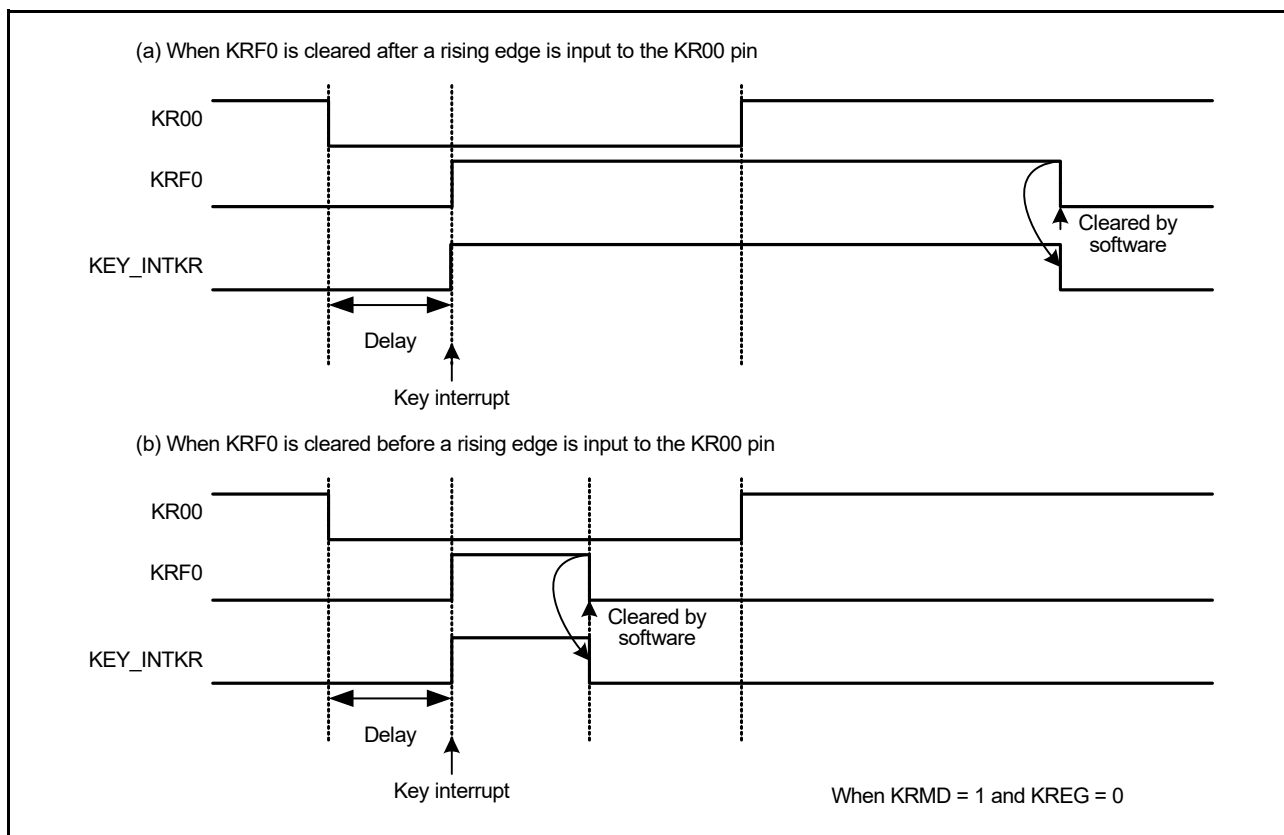 (a) When KRF0 is cleared after a rising edge is input to the KR00 pin
KR00
KRF0
Cleared by
software
KEY_INTKR
Delay
Key interrupt
(b) When KRF0 is cleared before a rising edge is input to the KR00 pin
KR00
KRF0
Cleared by
software
KEY_INTKR
Delay
Key interrupt
When KRMD = 1 and KREG = 0